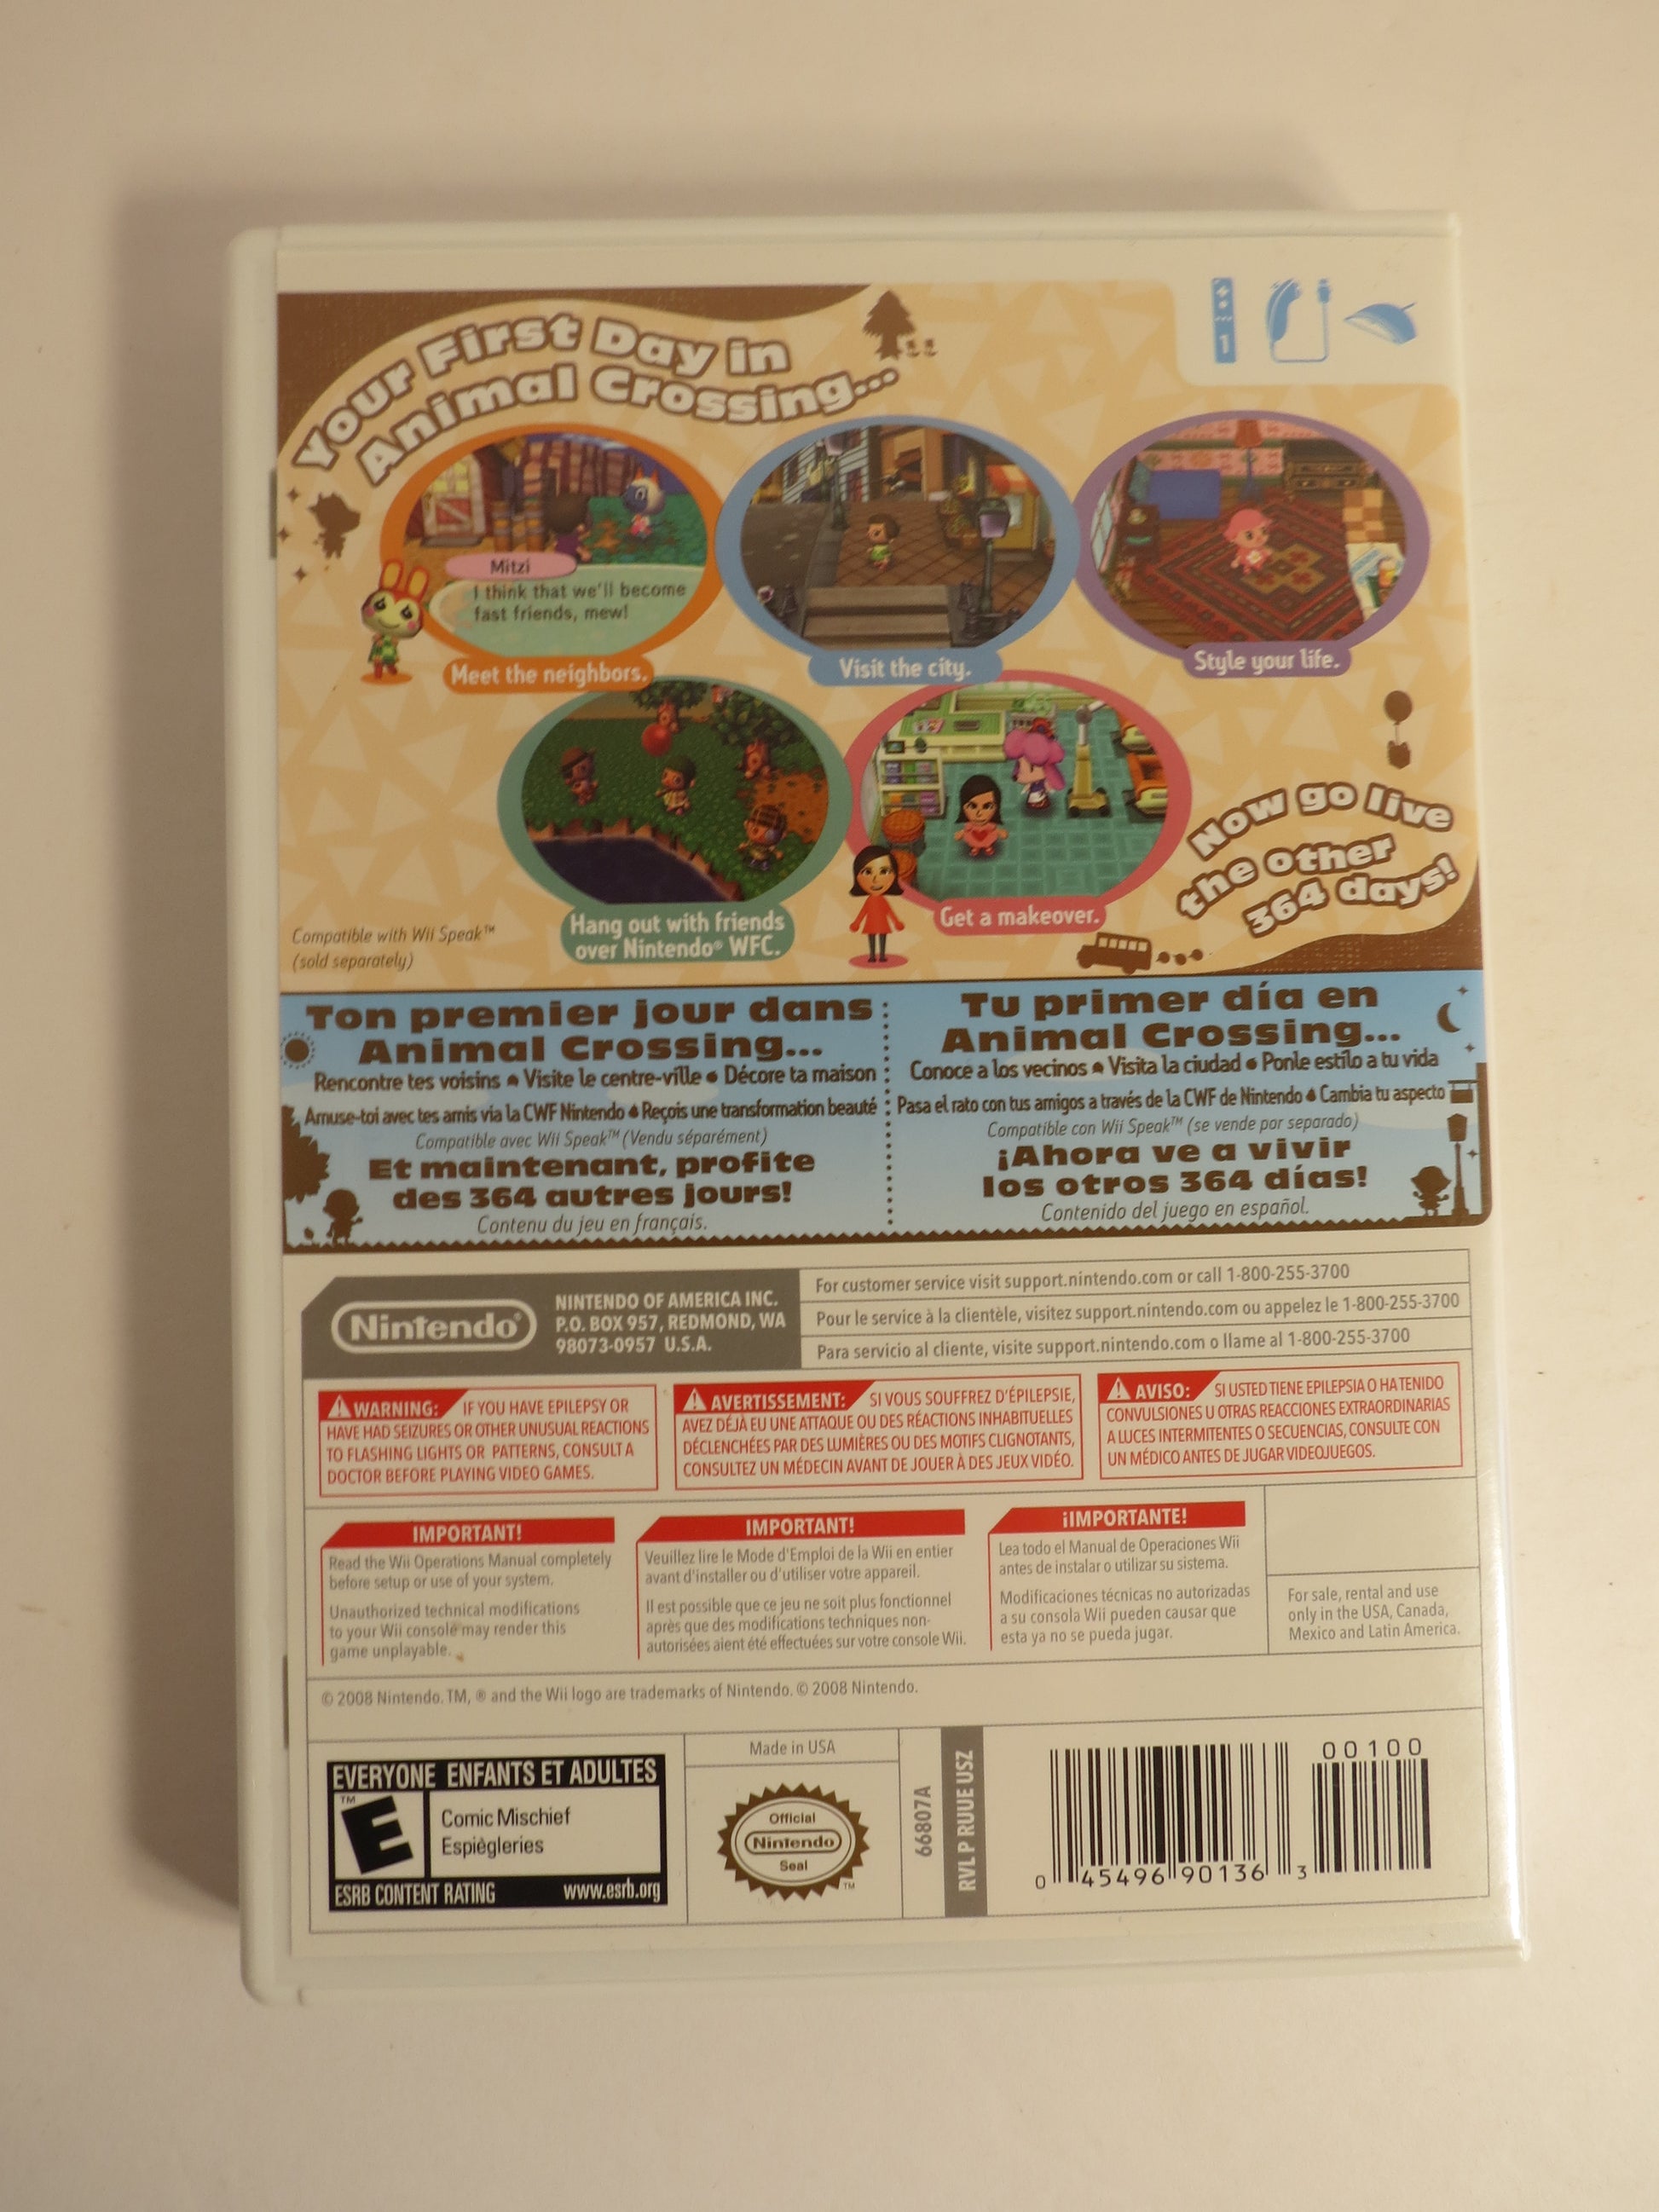 Your First Day in
Animal Crossing...
1
Mitzi
I think that we'll become
fast friends, mew!
Meet the neighbors.
Visit the city.
Style your life.
Hang out with friends
over Nintendo® WFC.
Get a makeover.
Now go live
the other
364 days!
Compatible with Wii Speak™
(sold separately)
Ton premier jour dans
Animal Crossing...
Rencontre tes voisins • Visite le centre-ville • Décore ta maison
Amuse-toi avec tes amis via la CWF Nintendo • Reçois une transformation beauté
Compatible avec Wii Speak™ (Vendu séparément)
Et maintenant, profite
des 364 autres jours!
Contenu du jeu en français.
Tu primer día en
Animal Crossing...
Conoce a los vecinos • Visita la ciudad • Ponle estilo a tu vida
Pasa el rato con tus amigos a través de la CWF de Nintendo • Cambia tu aspecto
Compatible con Wii Speak™ (se vende por separado)
¡Ahora ve a vivir
los otros 364 días!
Contenido del juego en español.
Nintendo®
NINTENDO OF AMERICA INC.
P.O. BOX 957, REDMOND, WA
98073-0957 U.S.A.
For customer service visit support.nintendo.com or call 1-800-255-3700
Pour le service à la clientèle, visitez support.nintendo.com ou appelez le 1-800-255-3700
Para servicio al cliente, visite support.nintendo.com o llame al 1-800-255-3700
WARNING: IF YOU HAVE EPILEPSY OR
HAVE HAD SEIZURES OR OTHER UNUSUAL REACTIONS
TO FLASHING LIGHTS OR PATTERNS, CONSULT A
DOCTOR BEFORE PLAYING VIDEO GAMES.
AVERTISSEMENT: SI VOUS SOUFFREZ D'ÉPILEPSIE,
AVEZ DÉJÀ EU UNE ATTAQUE OU DES RÉACTIONS INHABITUELLES
DÉCLENCHÉES PAR DES LUMIÈRES OU DES MOTIFS CLIGNOTANTS,
CONSULTEZ UN MÉDECIN AVANT DE JOUER À DES JEUX VIDÉO.
AVISO: SI USTED TIENE EPILEPSIA O HA TENIDO
CONVULSIONES U OTRAS REACCIONES EXTRAORDINARIAS
A LUCES INTERMITENTES O SECUENCIAS, CONSULTE CON
UN MÉDICO ANTES DE JUGAR VIDEOJUEGOS.
IMPORTANT!
Read the Wii Operations Manual completely
before setup or use of your system.
Unauthorized technical modifications
to your Wii console may render this
game unplayable.
IMPORTANT!
Veuillez lire le Mode d'Emploi de la Wii en entier
avant d'installer ou d'utiliser votre appareil.
Il est possible que ce jeu ne soit plus fonctionnel
après que des modifications techniques non-
autorisées aient été effectuées sur votre console Wii.
¡IMPORTANTE!
Lea todo el Manual de Operaciones Wii
antes de instalar o utilizar su sistema.
Modificaciones técnicas no autorizadas
a su consola Wii pueden causar que
esta ya no se pueda jugar.
For sale, rental and use
only in the USA, Canada,
Mexico and Latin America.
© 2008 Nintendo. TM, ® and the Wii logo are trademarks of Nintendo. © 2008 Nintendo.
EVERYONE ENFANTS ET ADULTES
E™
Comic Mischief
Espiègleries
ESRB CONTENT RATING www.esrb.org
Made in USA
Official
Nintendo
Seal
™
66807A
RVL P RUUE USZ
00100
0 45496 90136 3